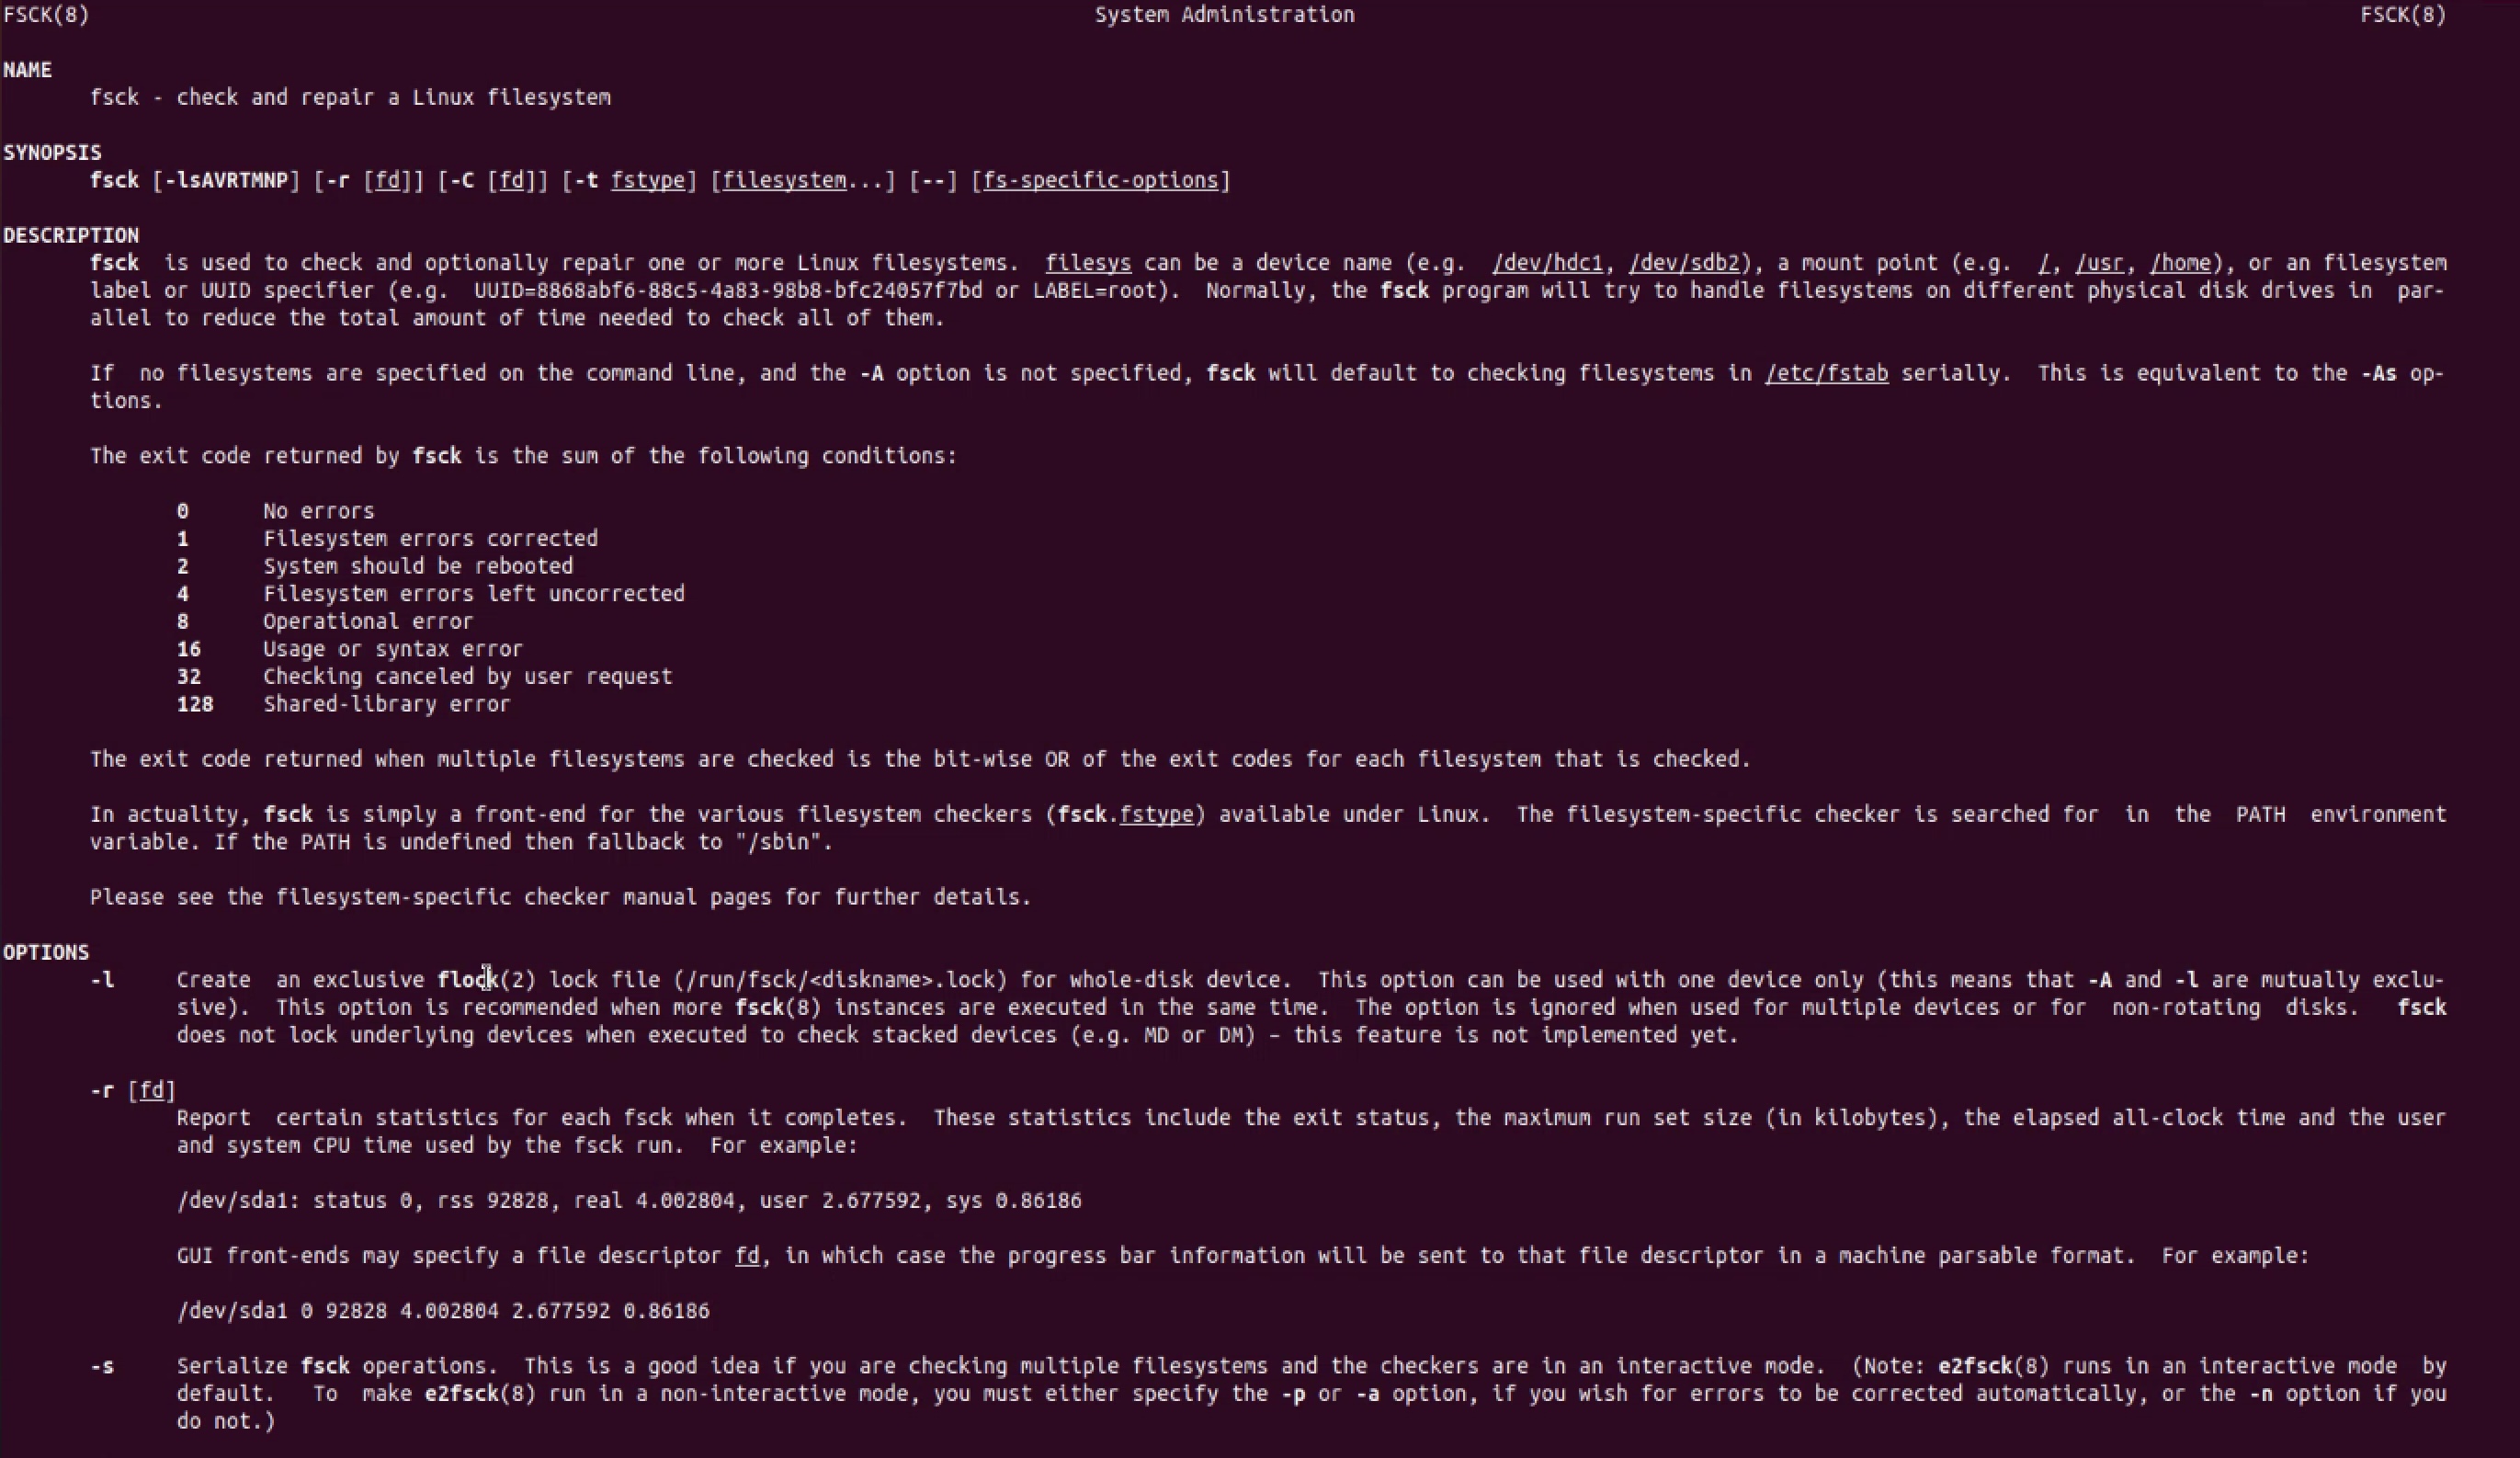 FSCK(8) System Administration FSCK(8)
NAME
fsck - check and repair a Linux filesystem
SYNOPSIS
fsck [-lsAVRTMNP] [-r [fd]] [-C [fd]] [-t fstype] [filesystem...] [--] [fs-specific-options]
DESCRIPTION
fsck is used to check and optionally repair one or more Linux filesystems. filesys can be a device name (e.g. /dev/hdc1, /dev/sdb2), a mount point (e.g. /, /usr, /home), or an filesystem
label or UUID specifier (e.g. UUID=8868abf6-88c5-4a83-98b8-bfc24057f7bd or LABEL=root). Normally, the fsck program will try to handle filesystems on different physical disk drives in par-
allel to reduce the total amount of time needed to check all of them.
If no filesystems are specified on the command line, and the -A option is not specified, fsck will default to checking filesystems in /etc/fstab serially. This is equivalent to the -As op-
tions.
The exit code returned by fsck is the sum of the following conditions:
0 No errors
1 Filesystem errors corrected
2 System should be rebooted
4 Filesystem errors left uncorrected
8 Operational error
16 Usage or syntax error
32 Checking canceled by user request
128 Shared-library error
The exit code returned when multiple filesystems are checked is the bit-wise OR of the exit codes for each filesystem that is checked.
In actuality, fsck is simply a front-end for the various filesystem checkers (fsck.fstype) available under Linux. The filesystem-specific checker is searched for in the PATH environment
variable. If the PATH is undefined then fallback to "/sbin".
Please see the filesystem-specific checker manual pages for further details.
OPTIONS
-l Create an exclusive flock(2) lock file (/run/fsck/<diskname>.lock) for whole-disk device. This option can be used with one device only (this means that -A and -l are mutually exclu-
sive). This option is recommended when more fsck(8) instances are executed in the same time. The option is ignored when used for multiple devices or for non-rotating disks. fsck
does not lock underlying devices when executed to check stacked devices (e.g. MD or DM) – this feature is not implemented yet.
-r [fd]
Report certain statistics for each fsck when it completes. These statistics include the exit status, the maximum run set size (in kilobytes), the elapsed all-clock time and the user
and system CPU time used by the fsck run. For example:
/dev/sda1: status 0, rss 92828, real 4.002804, user 2.677592, sys 0.86186
GUI front-ends may specify a file descriptor fd, in which case the progress bar information will be sent to that file descriptor in a machine parsable format. For example:
/dev/sda1 0 92828 4.002804 2.677592 0.86186
-s Serialize fsck operations. This is a good idea if you are checking multiple filesystems and the checkers are in an interactive mode. (Note: e2fsck(8) runs in an interactive mode by
default. To make e2fsck(8) run in a non-interactive mode, you must either specify the -p or -a option, if you wish for errors to be corrected automatically, or the -n option if you
do not.)